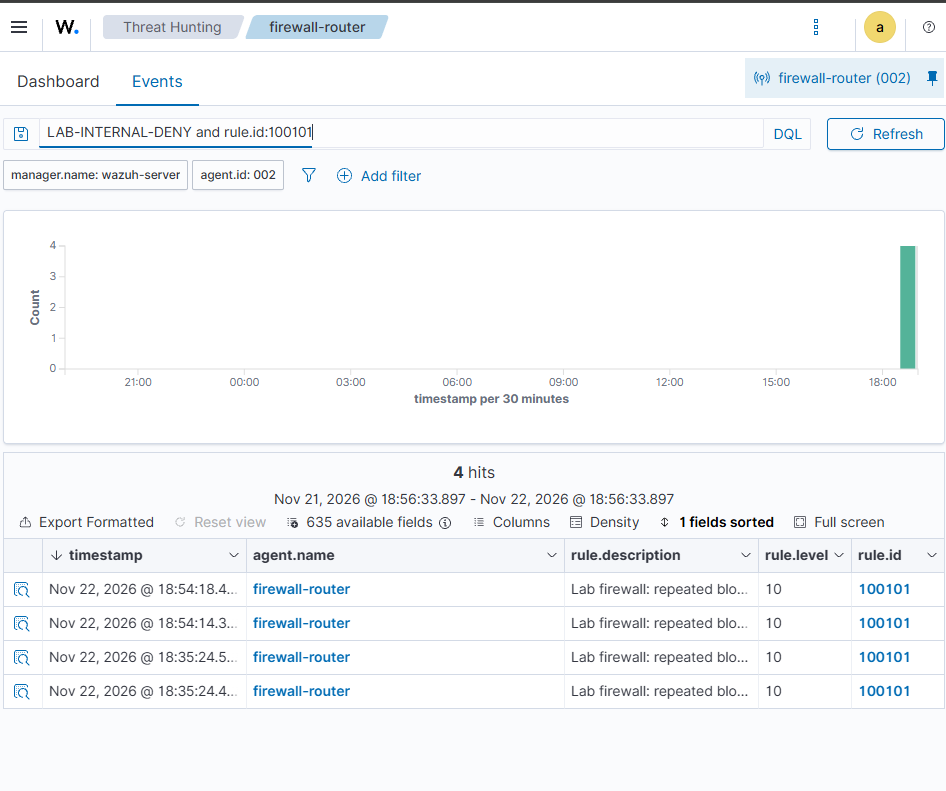 W. Threat Hunting firewall-router a
Dashboard Events firewall-router (002)
LAB-INTERNAL-DENY and rule.id:100101 DQL Refresh
manager.name: wazuh-server agent.id: 002 Add filter
4
3
2
1
0
Count
21:00 00:00 03:00 06:00 09:00 12:00 15:00 18:00
timestamp per 30 minutes
4 hits
Nov 21, 2026 @ 18:56:33.897 - Nov 22, 2026 @ 18:56:33.897
Export Formatted Reset view 635 available fields Columns Density 1 fields sorted Full screen
timestamp agent.name rule.description rule.level rule.id
Nov 22, 2026 @ 18:54:18.4... firewall-router Lab firewall: repeated blo... 10 100101
Nov 22, 2026 @ 18:54:14.3... firewall-router Lab firewall: repeated blo... 10 100101
Nov 22, 2026 @ 18:35:24.5... firewall-router Lab firewall: repeated blo... 10 100101
Nov 22, 2026 @ 18:35:24.4... firewall-router Lab firewall: repeated blo... 10 100101